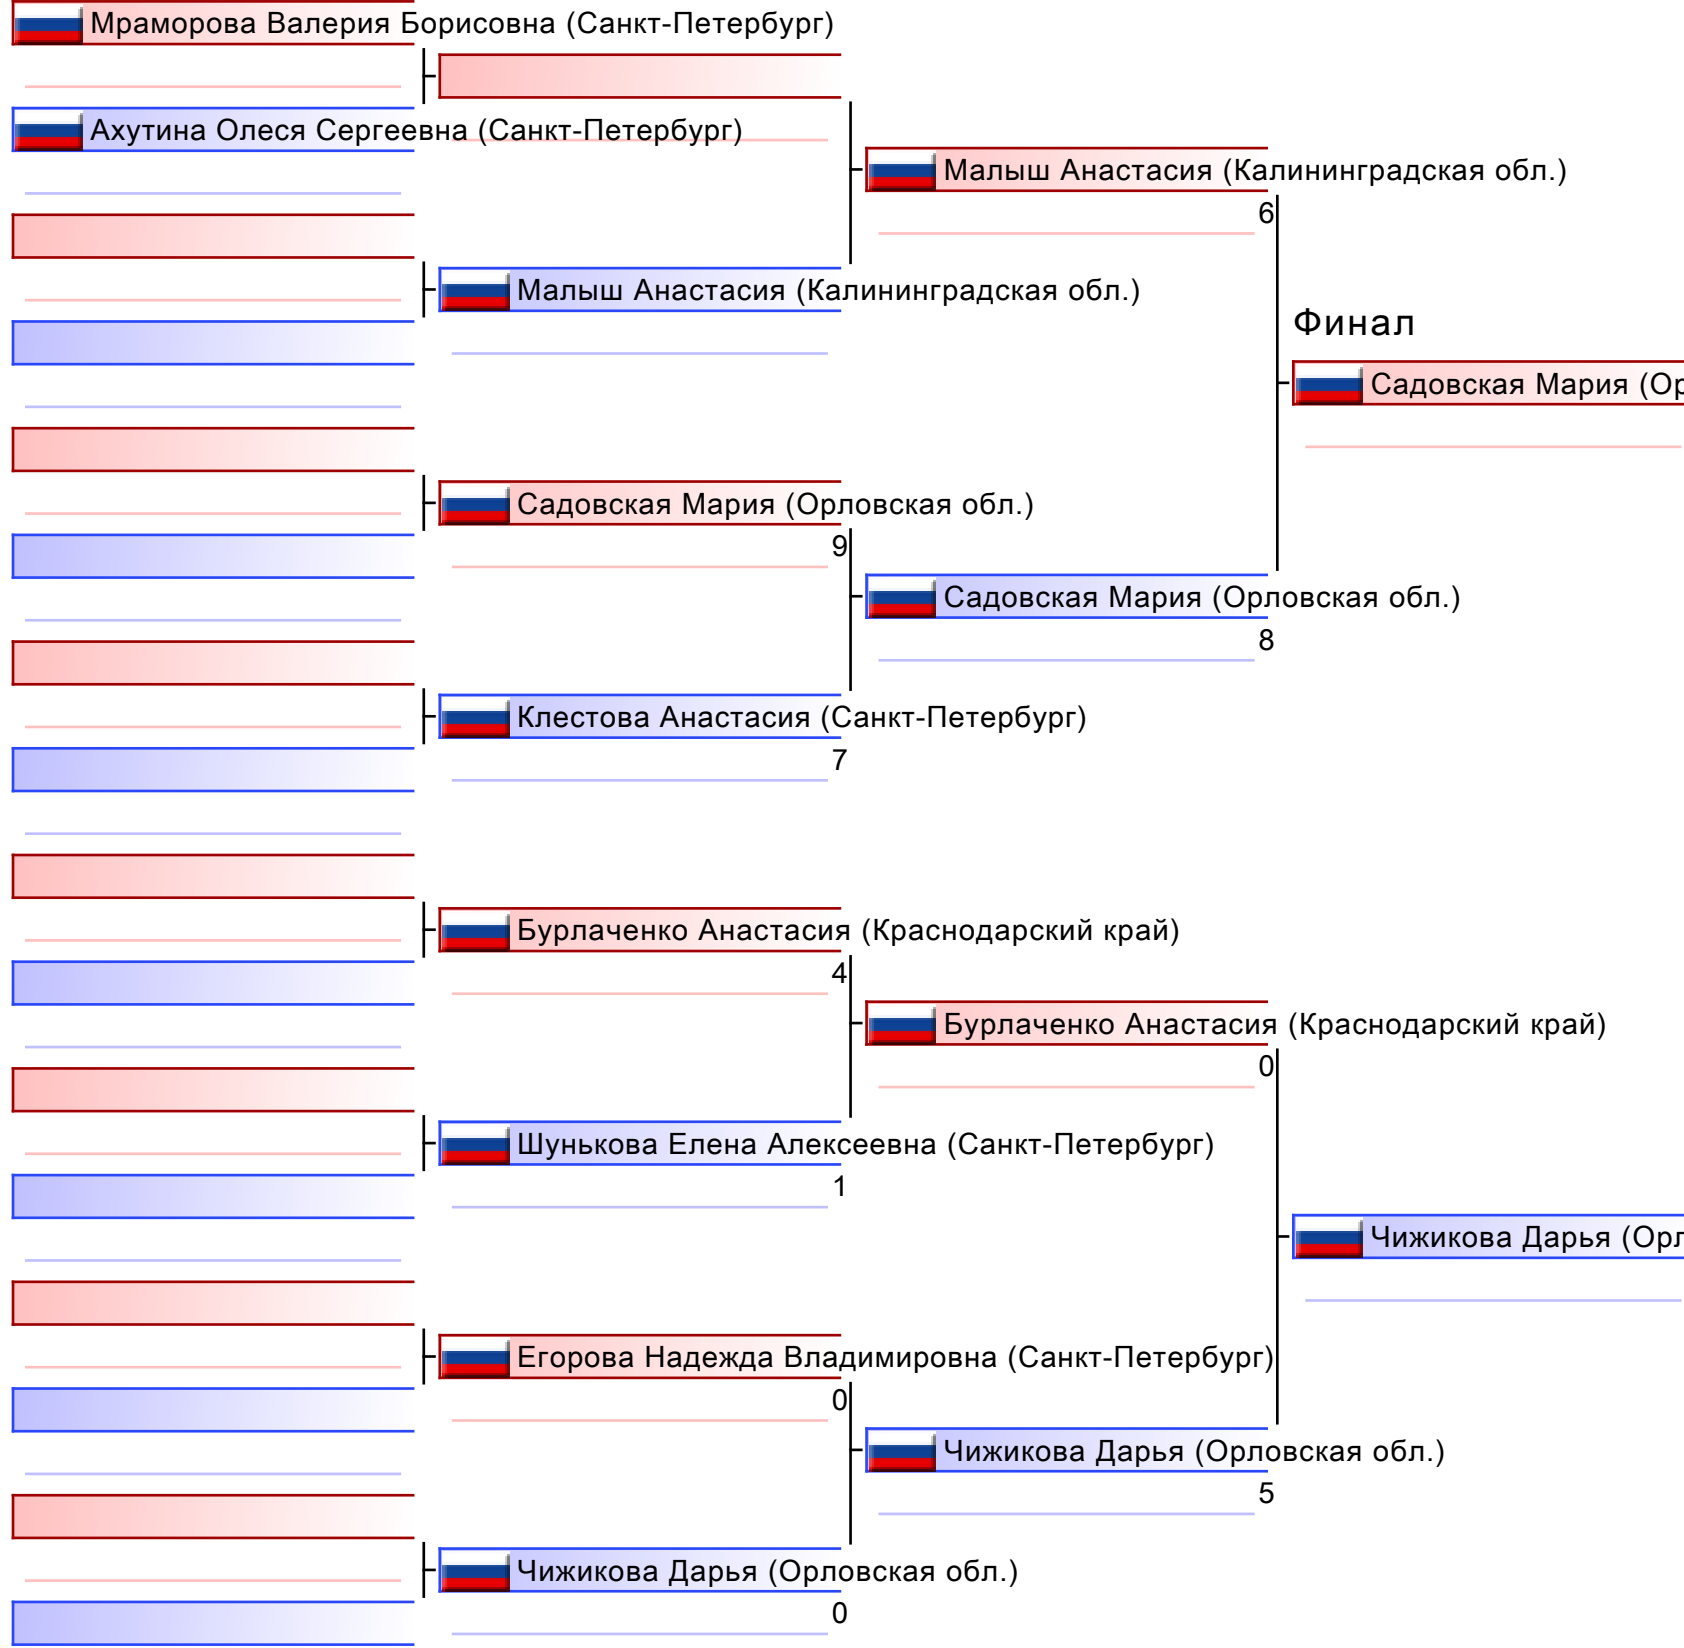 Мраморова Валерия Борисовна (Санкт-Петербург)
Ахутина Олеся Сергеевна (Санкт-Петербург)
Малыш Анастасия (Калининградская обл.)
6
Малыш Анастасия (Калининградская обл.)
Финал
Садовская Мария (Ор
Садовская Мария (Орловская обл.)
9
Садовская Мария (Орловская обл.)
8
Клестова Анастасия (Санкт-Петербург)
7
Бурлаченко Анастасия (Краснодарский край)
4
Бурлаченко Анастасия (Краснодарский край)
0
Шунькова Елена Алексеевна (Санкт-Петербург)
1
Чижикова Дарья (Орл
Егорова Надежда Владимировна (Санкт-Петербург)
0
Чижикова Дарья (Орловская обл.)
5
Чижикова Дарья (Орловская обл.)
0